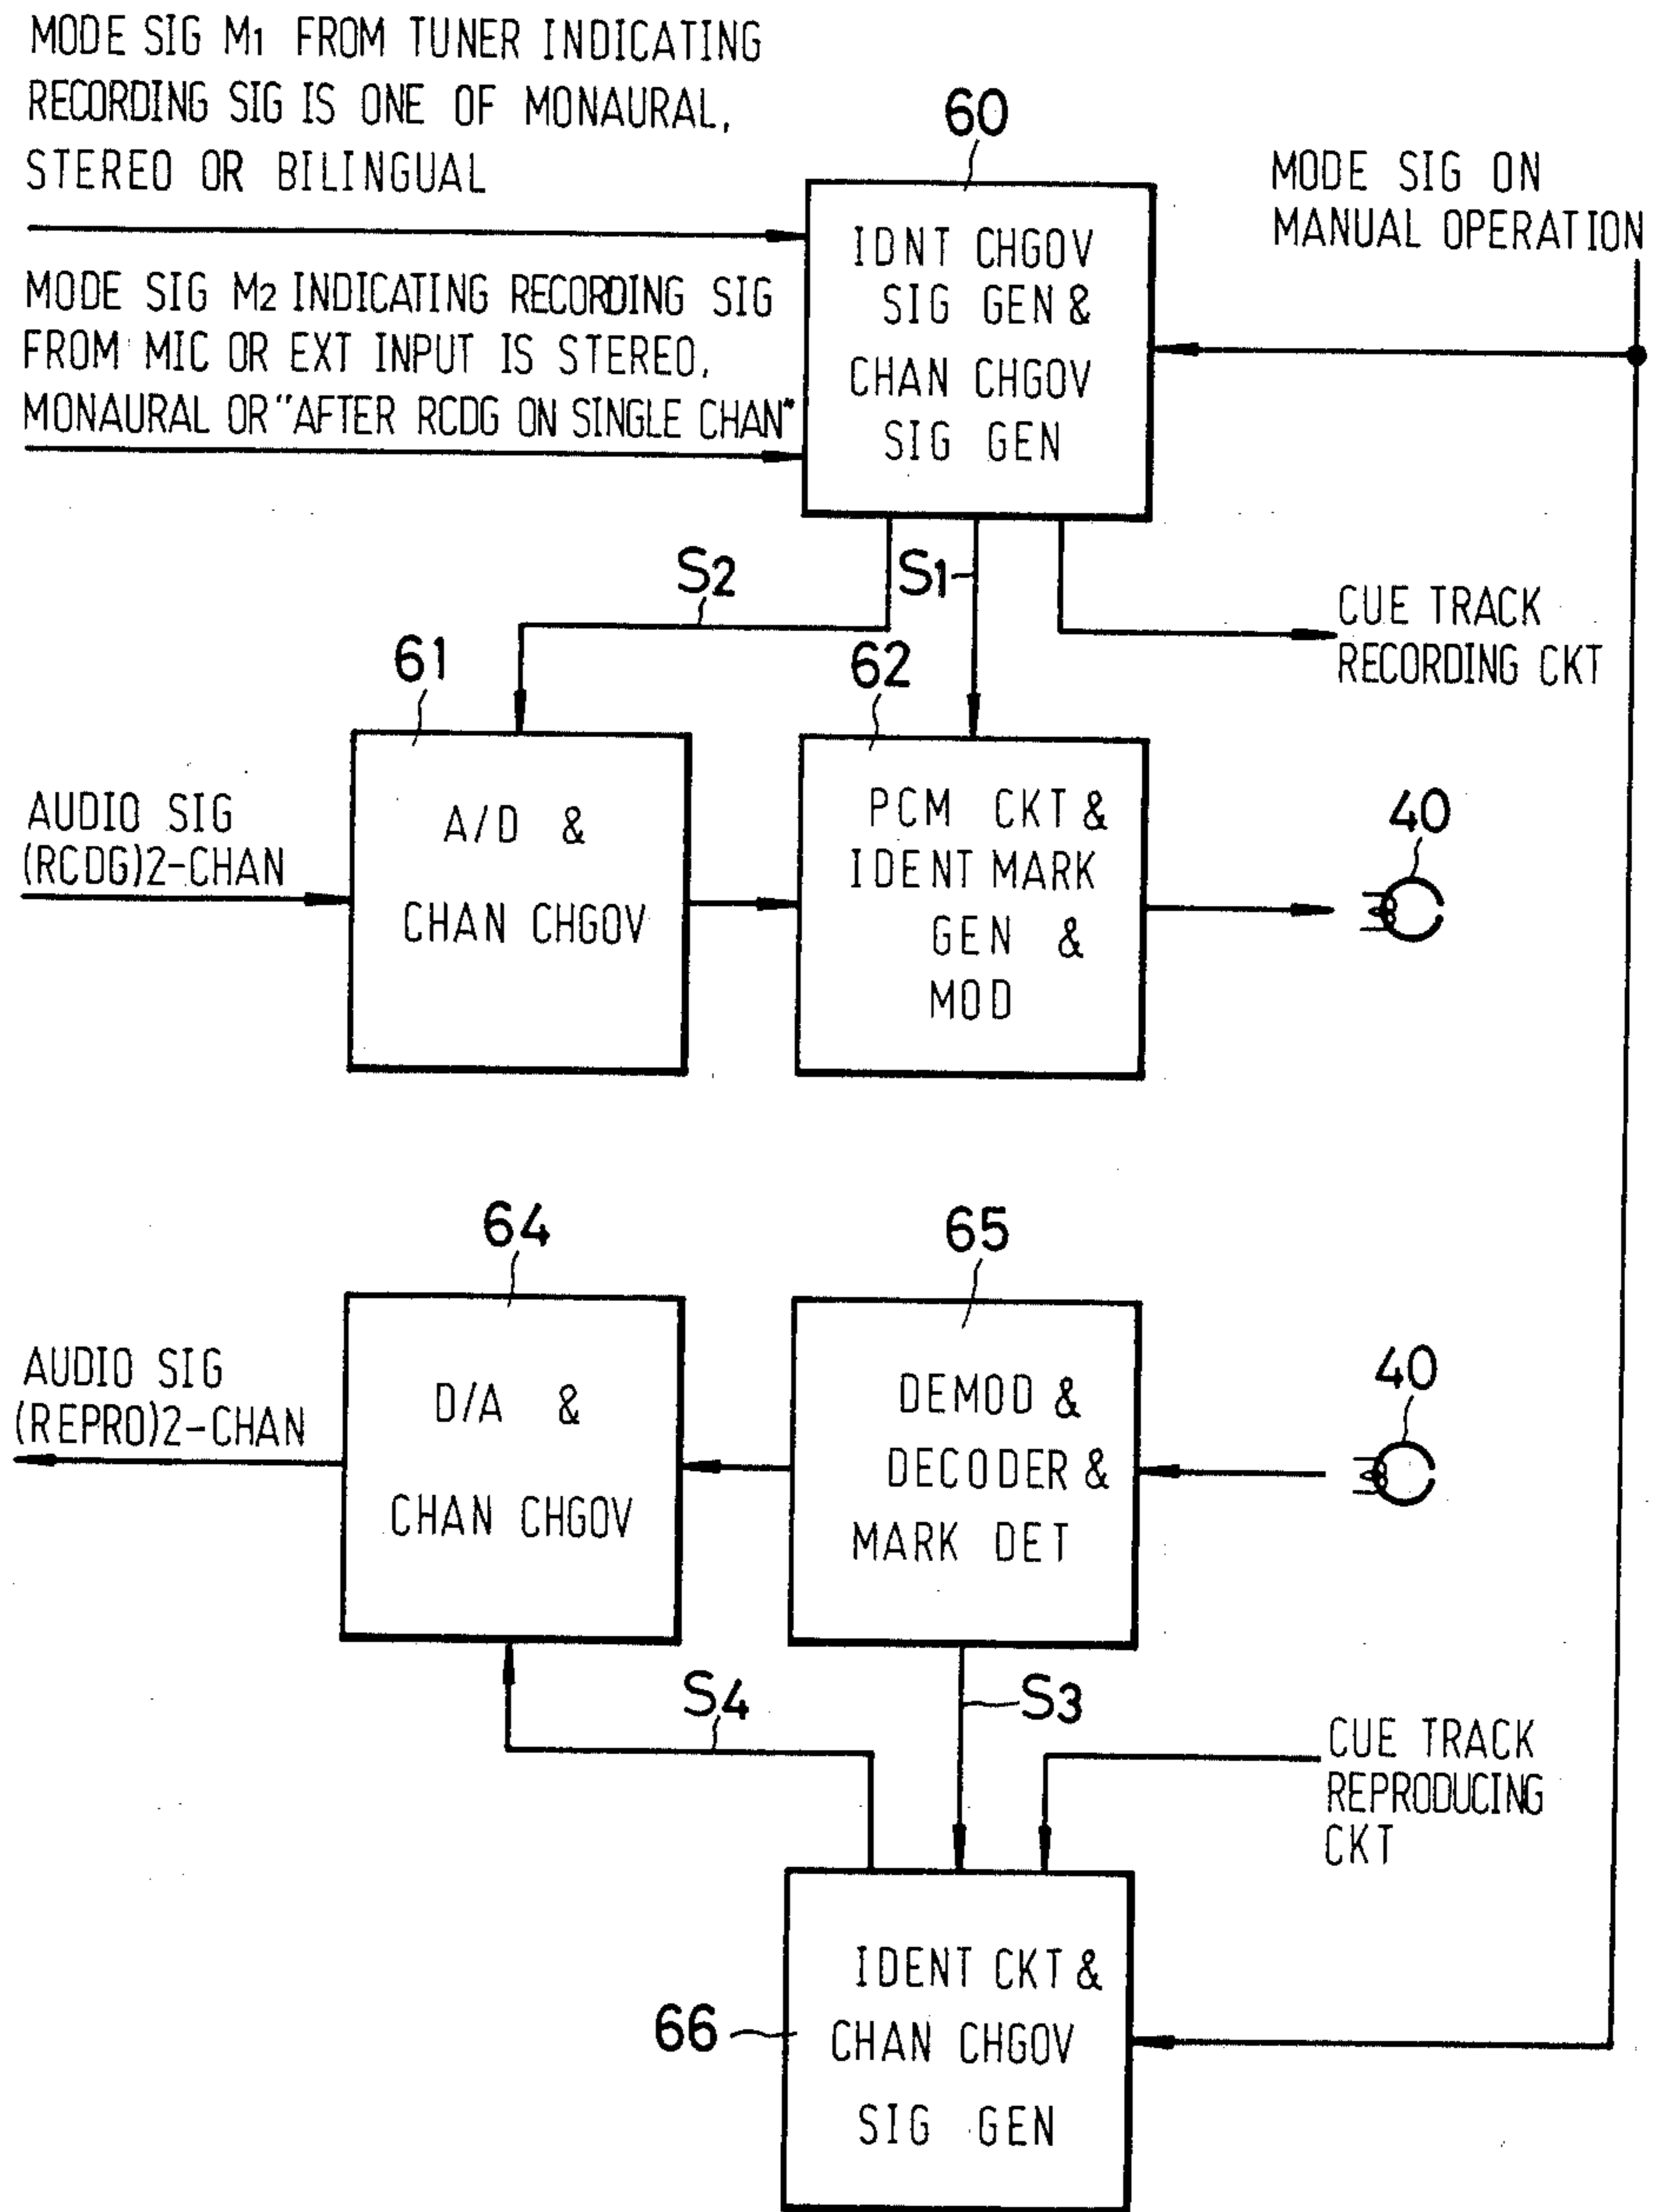 MODE SIG M1 FROM TUNER INDICATING
RECORDING SIG IS ONE OF MONAURAL,
STEREO OR BILINGUAL
60
MODE SIG ON
MANUAL OPERATION
IDNT CHGOV
SIG GEN &
CHAN CHGOV
SIG GEN
MODE SIG M2 INDICATING RECORDING SIG
FROM MIC OR EXT INPUT IS STEREO,
MONAURAL OR "AFTER RCDG ON SINGLE CHAN"
S2
S1
CUE TRACK
RECORDING CKT
61
62
AUDIO SIG
(RCDG)2-CHAN
A/D &
CHAN CHGOV
PCM CKT &
IDENT MARK
GEN &
MOD
40
64
65
AUDIO SIG
(REPRO)2-CHAN
D/A &
CHAN CHGOV
DEMOD &
DECODER &
MARK DET
40
S4
S3
CUE TRACK
REPRODUCING
CKT
66
IDENT CKT &
CHAN CHGOV
SIG GEN